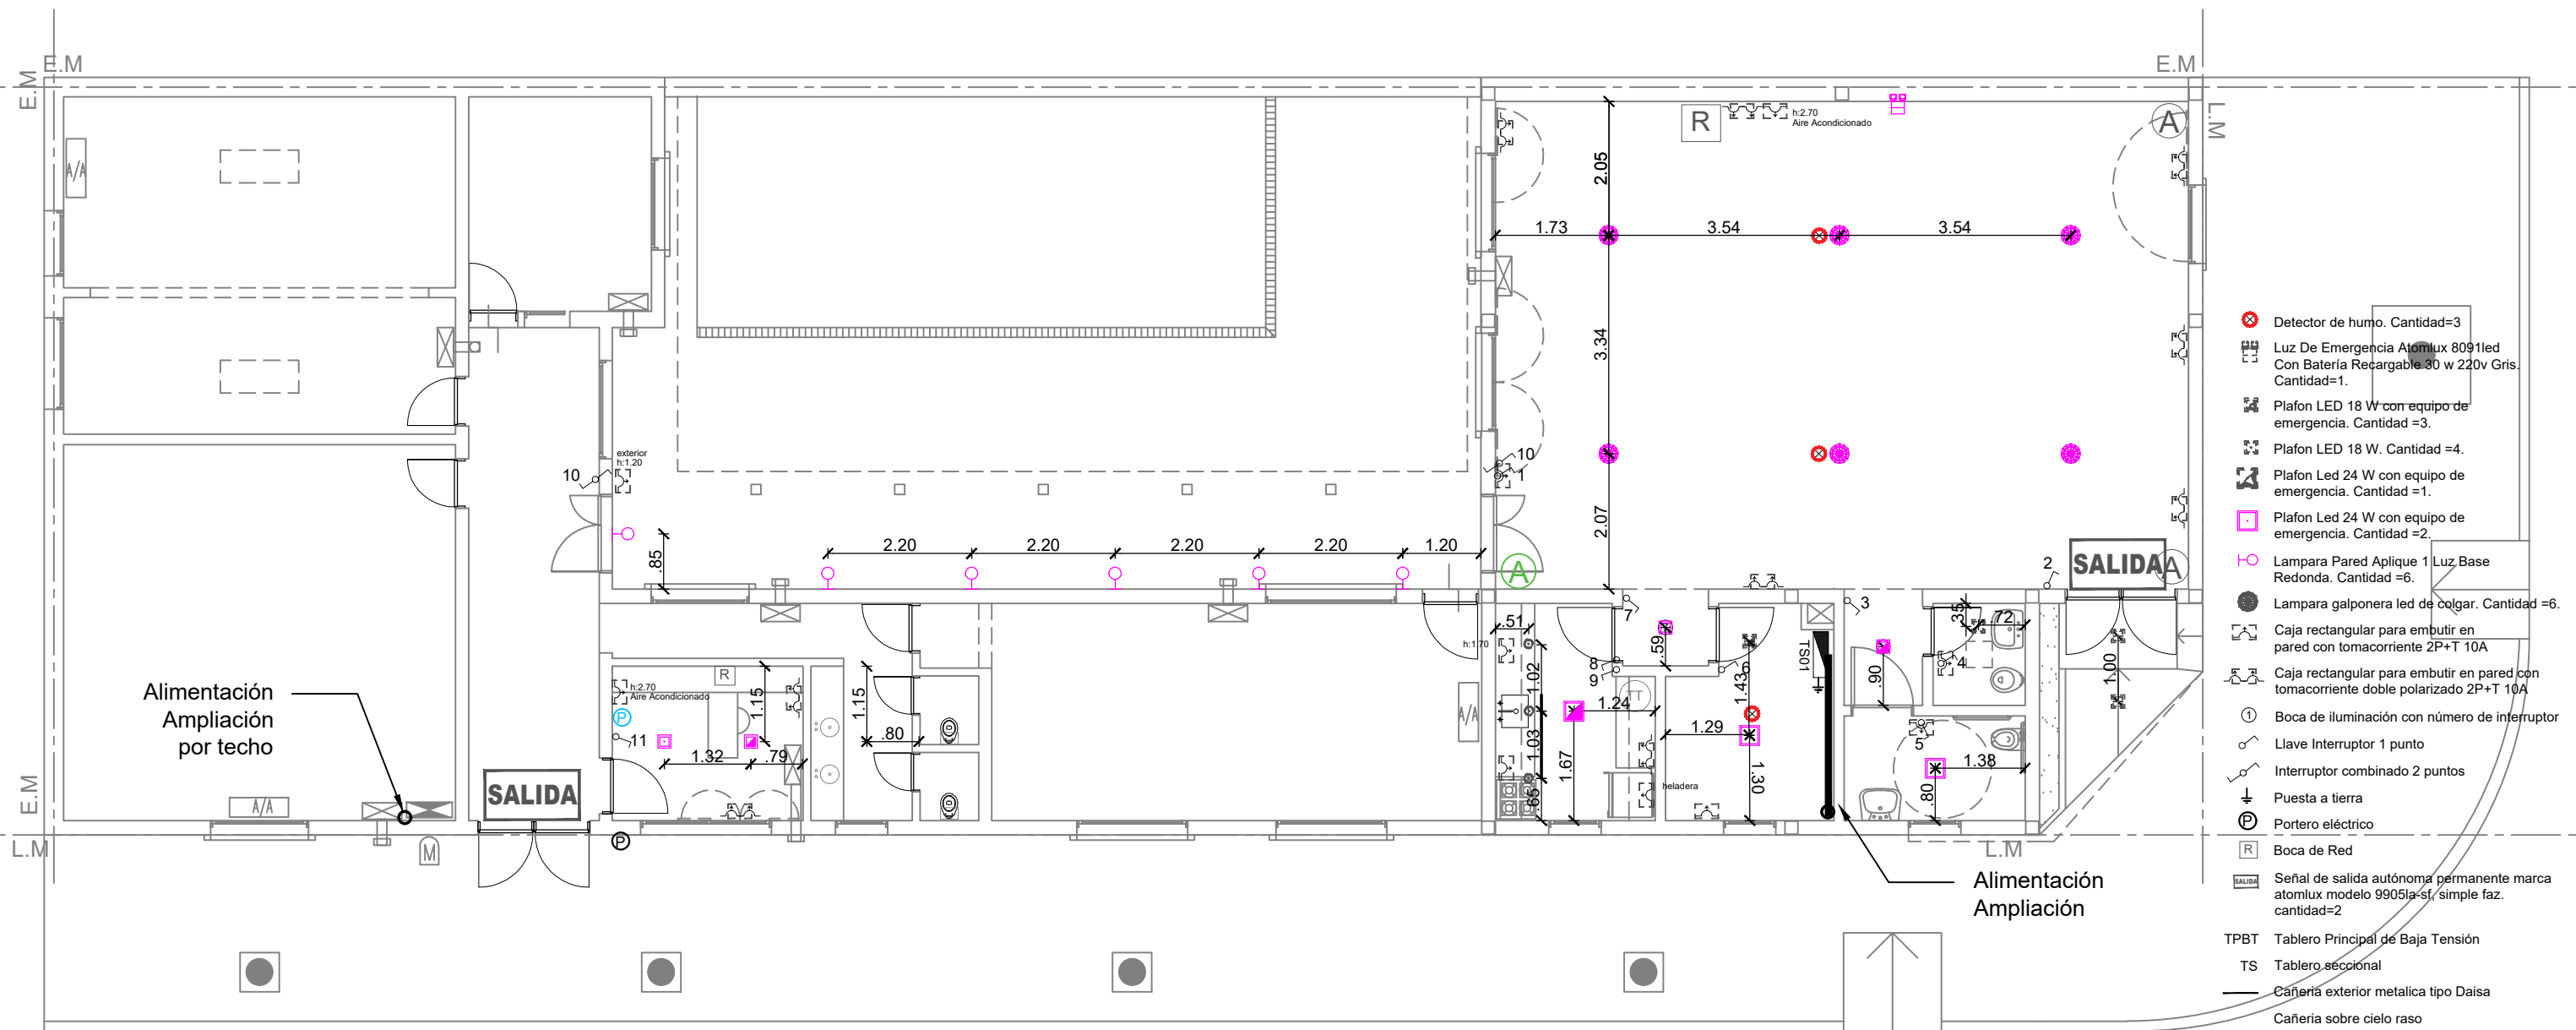 E.M
E.M
E.M
L.M
R
h:2.70
Aire Acondicionado
A
A/A
2.05
1.73
3.54
3.54
3.34
Detector de humo. Cantidad=3
Luz De Emergencia Atomlux 8091led
Con Batería Recargable 30 w 220v Gris.
Cantidad=1.
Plafon LED 18 W con equipo de
emergencia. Cantidad =3.
Plafon LED 18 W. Cantidad =4.
Plafon Led 24 W con equipo de
emergencia. Cantidad =1.
Plafon Led 24 W con equipo de
emergencia. Cantidad =2.
Lampara Pared Aplique 1 Luz Base
Redonda. Cantidad =6.
Lampara galponera led de colgar. Cantidad =6.
Caja rectangular para embutir en
pared con tomacorriente 2P+T 10A
Caja rectangular para embutir en pared con
tomacorriente doble polarizado 2P+T 10A
1 Boca de iluminación con número de interruptor
Llave Interruptor 1 punto
Interruptor combinado 2 puntos
Puesta a tierra
P Portero eléctrico
R Boca de Red
SALIDA Señal de salida autónoma permanente marca
atomlux modelo 9905la-sf, simple faz.
cantidad=2
TPBT Tablero Principal de Baja Tensión
TS Tablero seccional
Cañeria exterior metalica tipo Daisa
Cañeria sobre cielo raso
exterior
h:1.20
10
10
1
2.07
.85
2.20
2.20
2.20
2.20
1.20
A
2
SALIDA
A
7
3
.51
.59
.35
.72
h:1.70
8
9
6
4
TS01
1.02
1.43
.90
1.00
R
h:2.70
Aire Acondicionado
P
11
1.15
1.15
1.32
.79
.80
A/A
TT
1.24
1.03
1.67
.65
1.29
1.30
heladera
5
1.38
.80
Alimentación
Ampliación
por techo
E.M
A/A
SALIDA
L.M
M
P
L.M
Alimentación
Ampliación